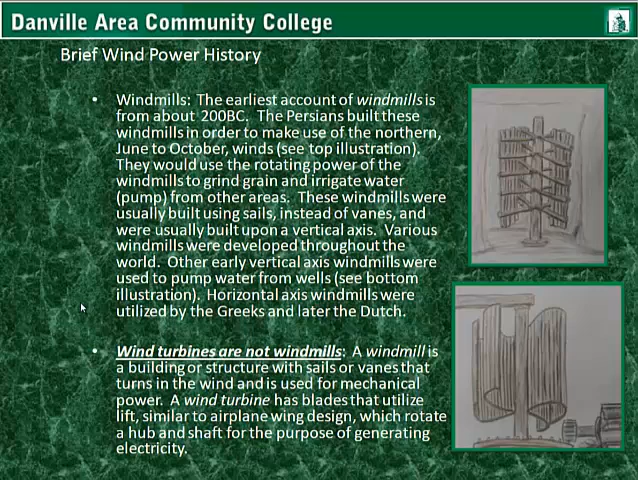 Danville Area Community College
Brief Wind Power History
• Windmills: The earliest account of windmills is
from about 200BC. The Persians built these
windmills in order to make use of the northern,
June to October, winds (see top illustration).
They would use the rotating power of the
windmills to grind grain and irrigate water
(pump) from other areas. These windmills were
usually built using sails, instead of vanes, and
were usually built upon a vertical axis. Various
windmills were developed throughout the
world. Other early vertical axis windmills were
used to pump water from wells (see bottom
illustration). Horizontal axis windmills were
utilized by the Greeks and later the Dutch.
• Wind turbines are not windmills: A windmill is
a building or structure with sails or vanes that
turns in the wind and is used for mechanical
power. A wind turbine has blades that utilize
lift, similar to airplane wing design, which rotate
a hub and shaft for the purpose of generating
electricity.